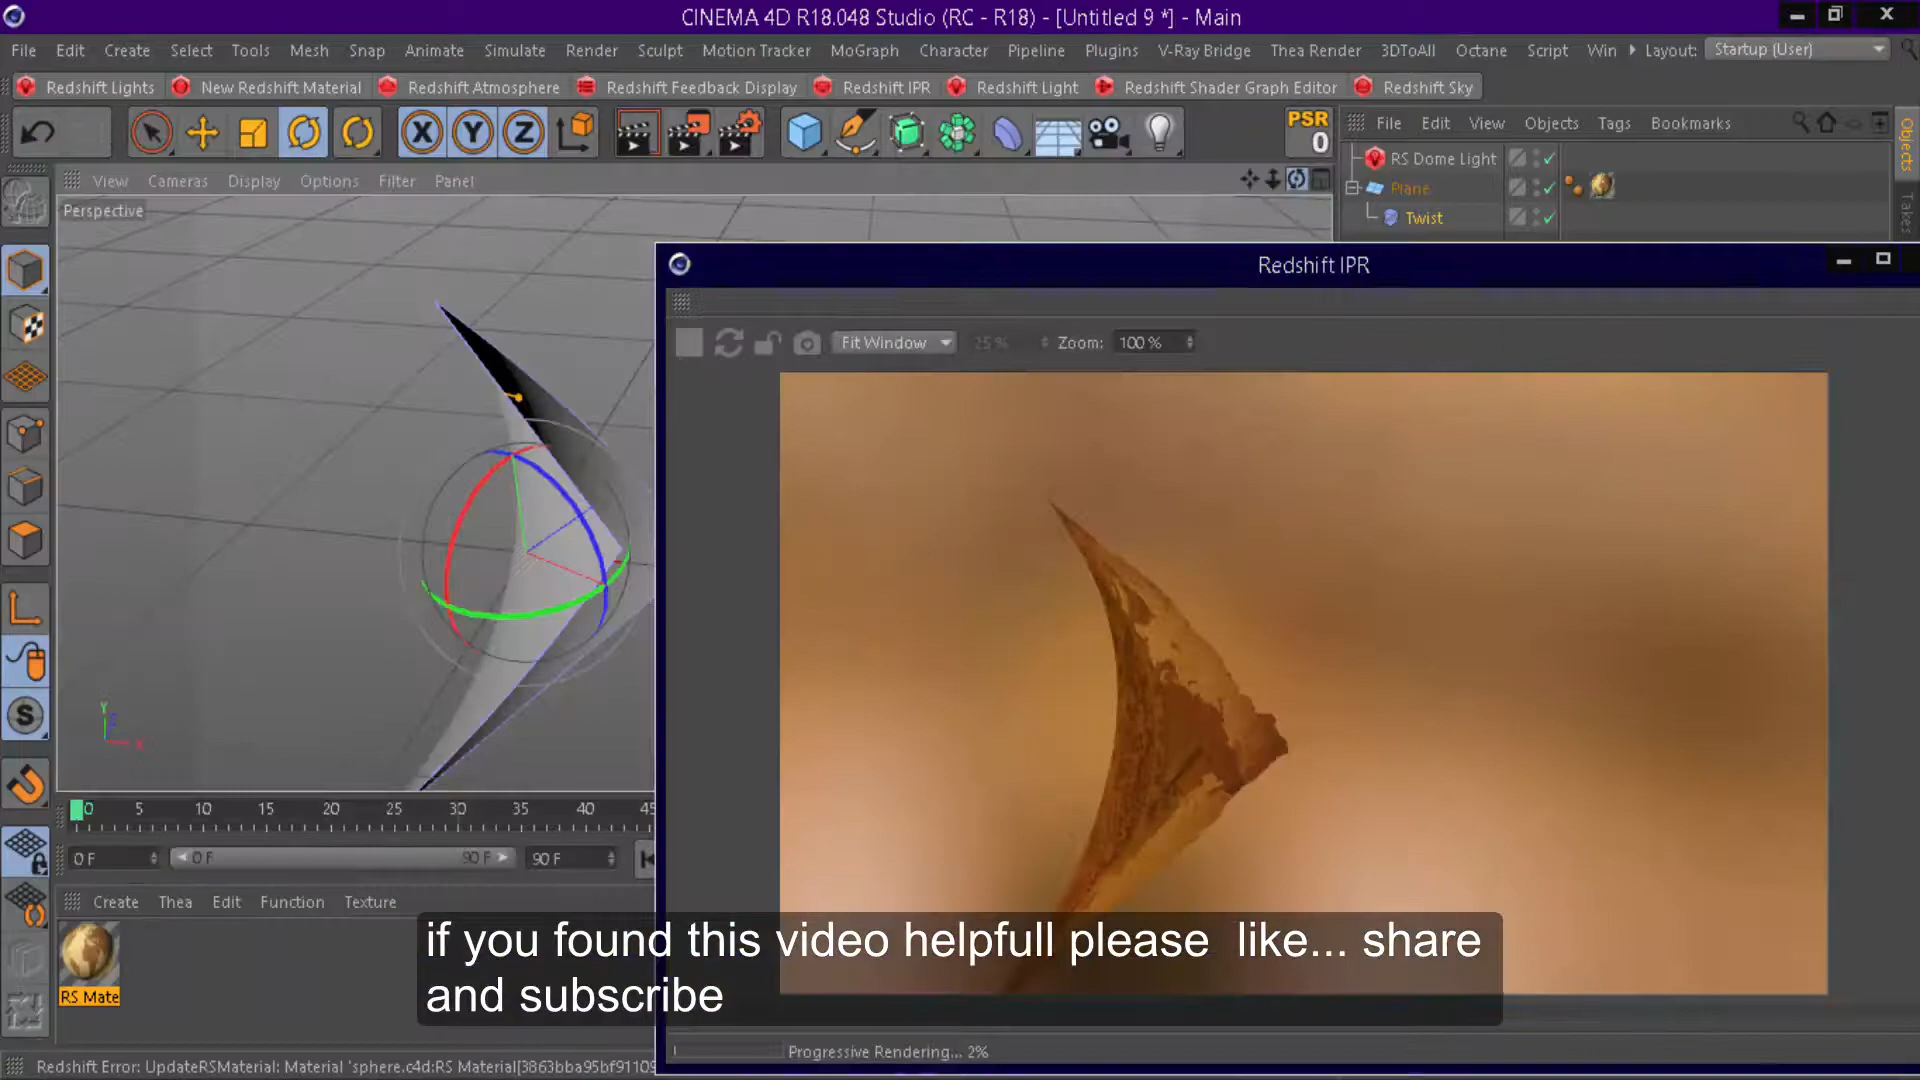 CINEMA 4D R18.048 Studio (RC - R18) - [Untitled 9 *] - Main
File Edit Create Select Tools Mesh Snap Animate Simulate Render Sculpt Motion Tracker MoGraph Character Pipeline Plugins V-Ray Bridge Thea Render 3DToAll Octane Script Win Layout: Startup (User)
Redshift Lights New Redshift Material Redshift Atmosphere Redshift Feedback Display Redshift IPR Redshift Light Redshift Shader Graph Editor Redshift Sky
X Y Z PSR
0
File Edit View Objects Tags Bookmarks
Objects
Takes
RS Dome Light
Plane
Twist
View Cameras Display Options Filter Panel
Perspective
Redshift IPR
Fit Window 25 % Zoom: 100 %
Y
Z
X
S
0 5 10 15 20 25 30 35 40 45
0 F 0 F 90 F 90 F
Create Thea Edit Function Texture
RS Mate
if you found this video helpfull please like... share
and subscribe
Progressive Rendering... 2%
Redshift Error: UpdateRSMaterial: Material 'sphere.c4d:RS Material[3863bba95bf91109